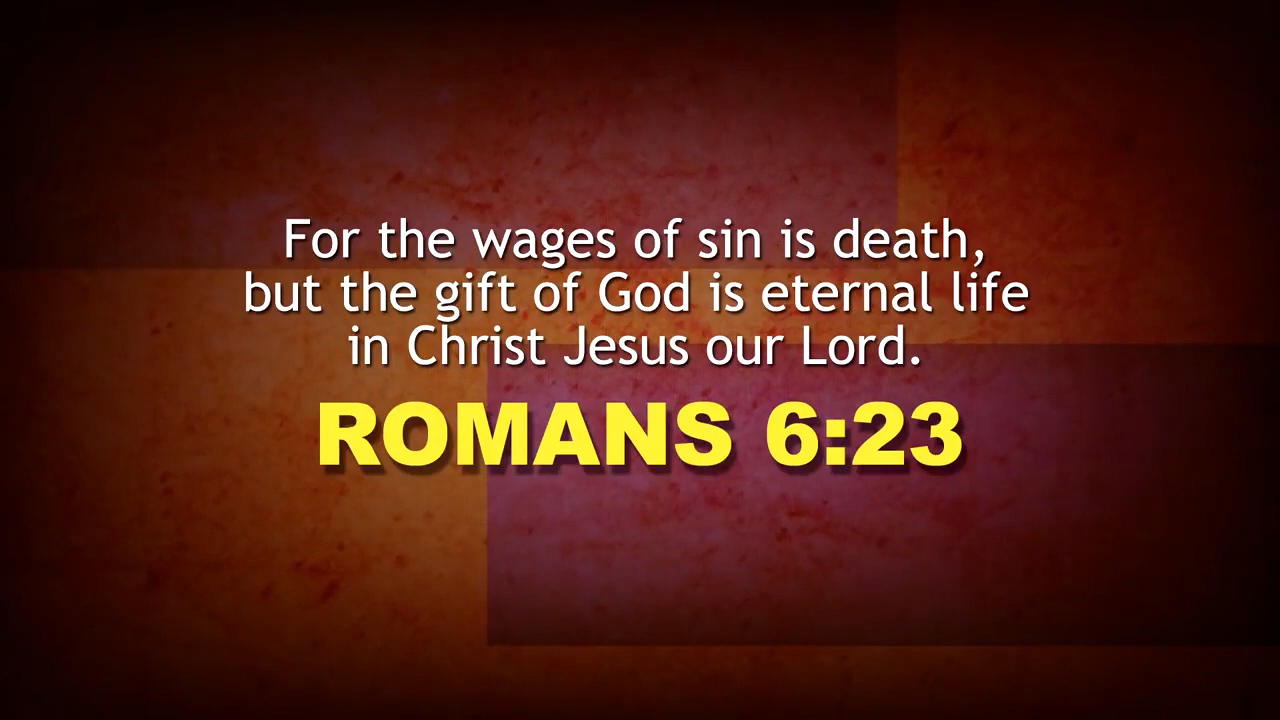 For the wages of sin is death,
but the gift of God is eternal life
in Christ Jesus our Lord.
ROMANS 6:23